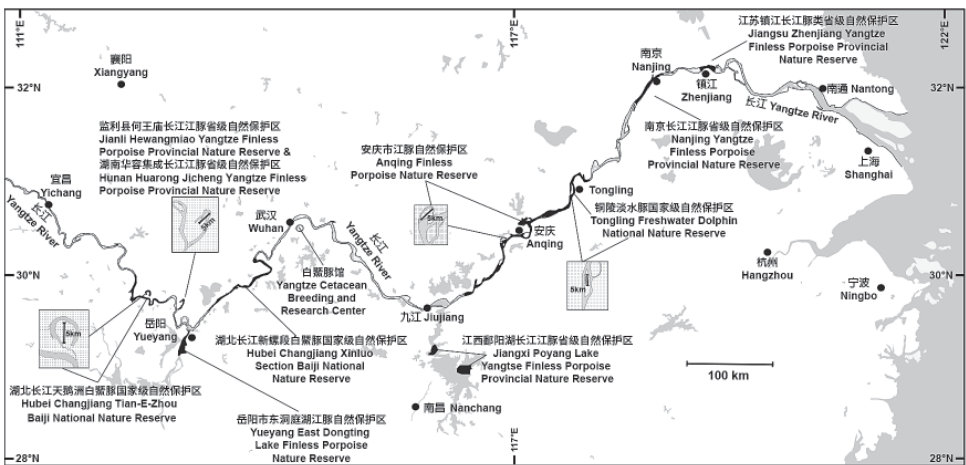 111°E
117°E
122°E
32°N
30°N
28°N
襄阳
Xiangyang
监利县何王庙长江江豚省级自然保护区
Jianli Hewangmiao Yangtze Finless
Porpoise Provincial Nature Reserve &
湖南华容集成长江江豚省级自然保护区
Hunan Huarong Jicheng Yangtze Finless
Porpoise Provincial Nature Reserve
5km
宜昌
Yichang
长江
Yangtze River
武汉
Wuhan
长江
Yangtze River
白鱀豚馆
Yangtze Cetacean
Breeding and
Research Center
岳阳
Yueyang
5km
湖北长江天鹅洲白鱀豚国家级自然保护区
Hubei Changjiang Tian-E-Zhou
Baiji National Nature Reserve
湖北长江新螺段白鱀豚国家级自然保护区
Hubei Changjiang Xinluo
Section Baiji National
Nature Reserve
岳阳市东洞庭湖江豚自然保护区
Yueyang East Dongting
Lake Finless Porpoise
Nature Reserve
九江 Jiujiang
江西鄱阳湖长江江豚省级自然保护区
Jiangxi Poyang Lake
Yangtse Finless Porpoise
Provincial Nature Reserve
南昌 Nanchang
安庆市江豚自然保护区
Anqing Finless
Porpoise Nature Reserve
5km
安庆
Anqing
Tongling
铜陵淡水豚国家级自然保护区
Tongling Freshwater Dolphin
National Nature Reserve
5km
南京
Nanjing
南京长江江豚省级自然保护区
Nanjing Yangtze
Finless Porpoise
Provincial Nature Reserve
江苏镇江长江豚类省级自然保护区
Jiangsu Zhenjiang Yangtze
Finless Porpoise Provincial
Nature Reserve
镇江
Zhenjiang
长江 Yangtze River
南通 Nantong
上海
Shanghai
杭州
Hangzhou
宁波
Ningbo
100 km
32°N
30°N
28°N
117°E